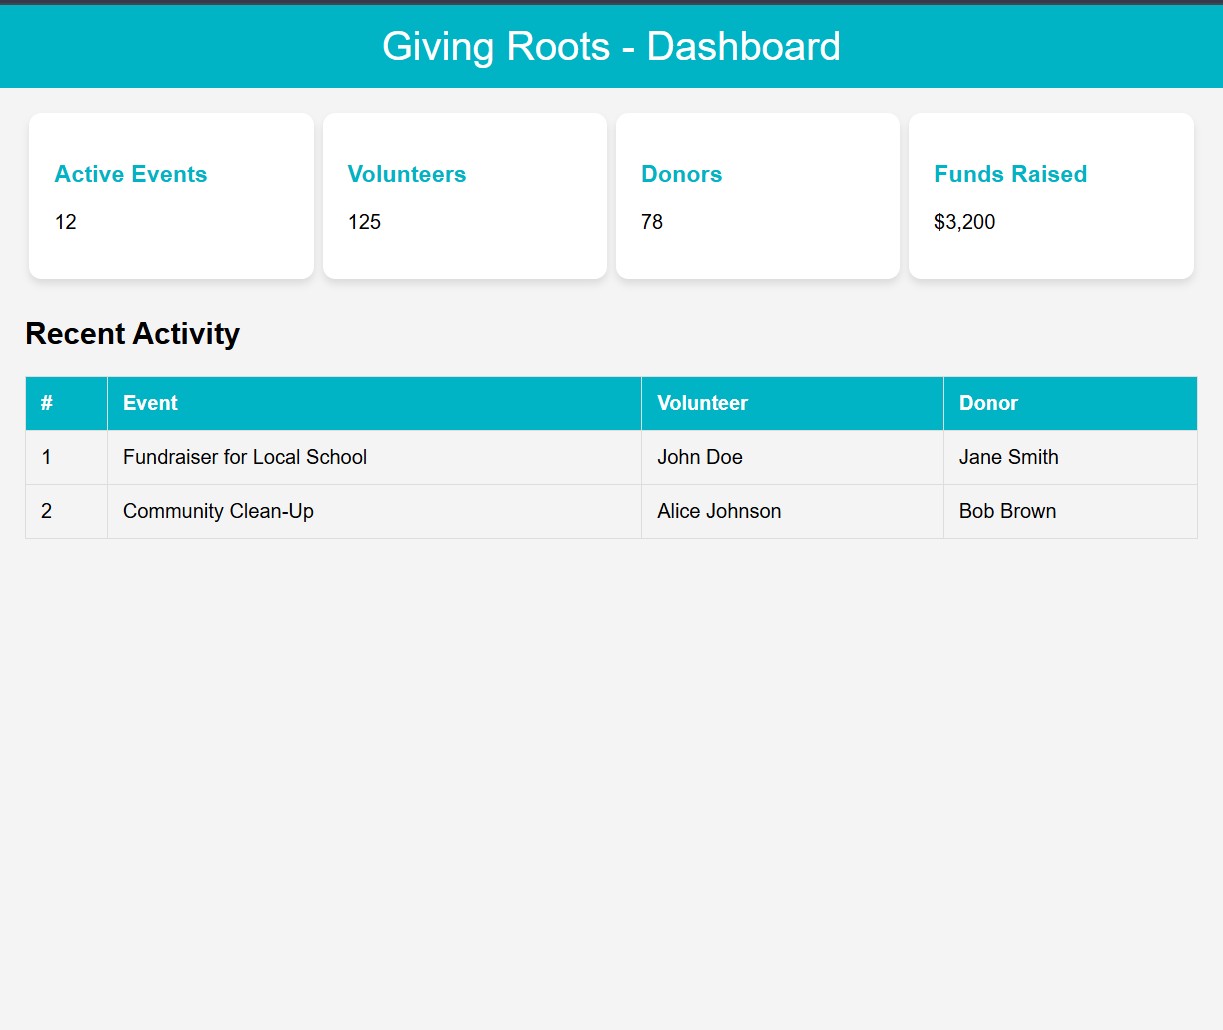 Giving Roots - Dashboard
Active Events
12
Volunteers
125
Donors
78
Funds Raised
$3,200
Recent Activity
# Event Volunteer Donor
1 Fundraiser for Local School John Doe Jane Smith
2 Community Clean-Up Alice Johnson Bob Brown